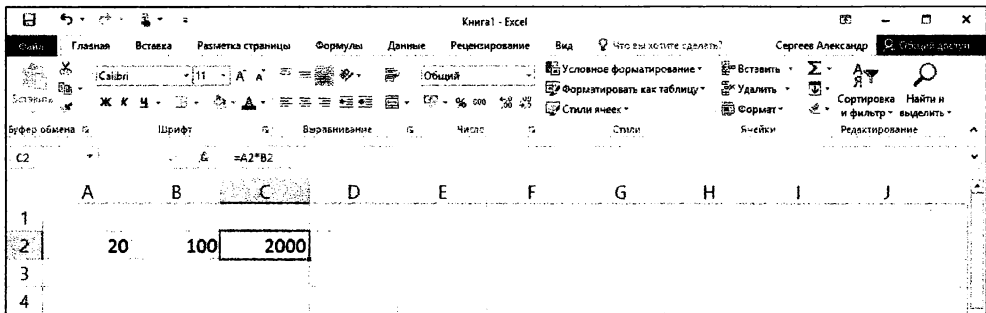 Книга1 - Excel
Файл Главная Вставка Разметка страницы Формулы Данные Рецензирование Вид Что вы хотите сделать? Сергеев Александр Общий доступ
Calibri 11 A A Общий Условное форматирование Вставить Σ А
Я
Форматировать как таблицу Удалить
Вставить Ж К Ч А % 000 Стили ячеек Формат Сортировка и фильтр Найти и выделить
Буфер обмена Шрифт Выравнивание Число Стили Ячейки Редактирование
C2 =A2*B2
A B C D E F G H I J
1
2 20 100 2000
3
4